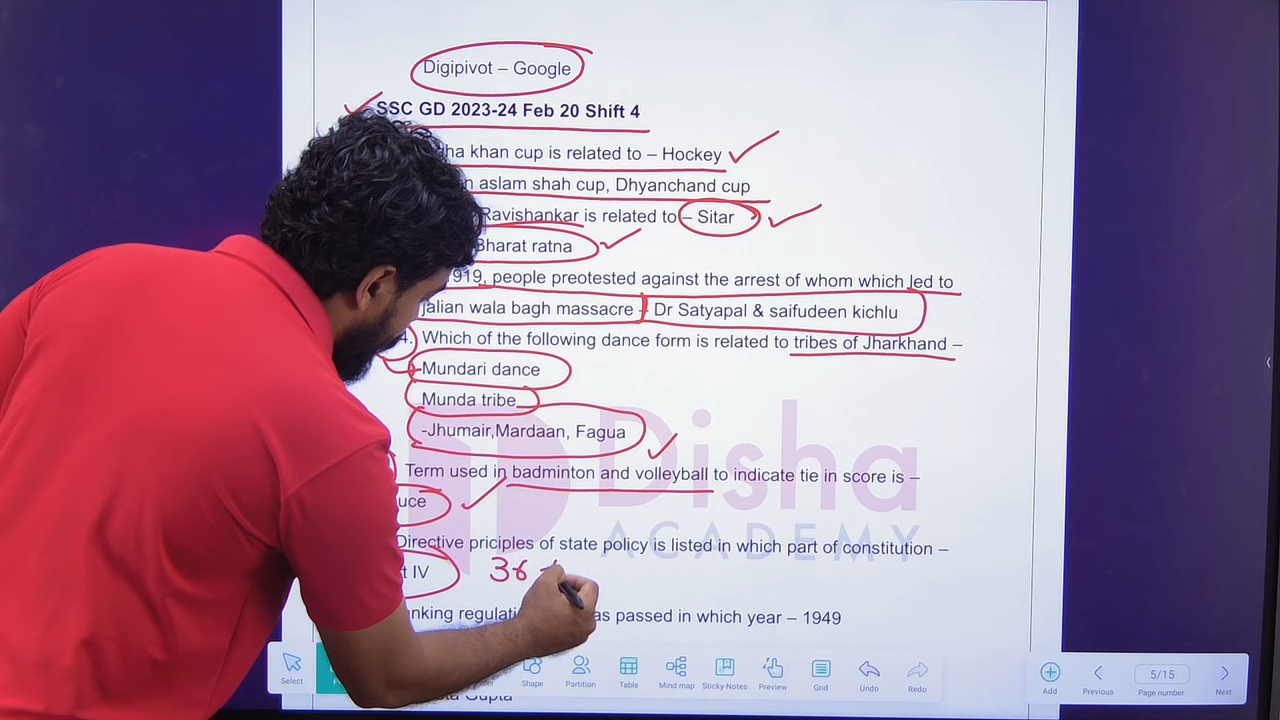 Digipivot – Google
SSC GD 2023-24 Feb 20 Shift 4
khan cup is related to – Hockey
aslam shah cup, Dhyanchand cup
Ravishankar is related to – Sitar
Bharat ratna
919, people preotested against the arrest of whom which led to
jalian wala bagh massacre - Dr Satyapal & saifudeen kichlu
4. Which of the following dance form is related to tribes of Jharkhand –
-Mundari dance
Munda tribe
-Jhumair,Mardaan, Fagua
Term used in badminton and volleyball to indicate tie in score is –
uce
Directive priciples of state policy is listed in which part of constitution –
t IV 36 -
anking regulati as passed in which year – 1949
Gupta
Disha
ACADEMY
Select Shape Partition Table Mind map Sticky-Notes Preview Grid Undo Redo Add Previous 5/15 Page number Next